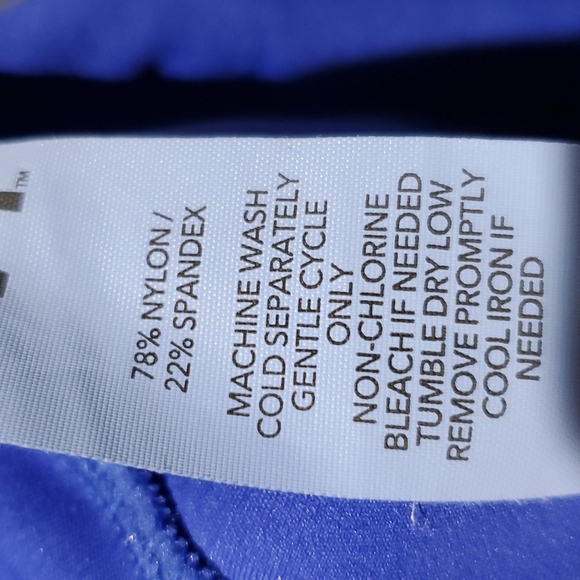 ™
78% NYLON /
22% SPANDEX
MACHINE WASH
COLD SEPARATELY
GENTLE CYCLE
ONLY
NON-CHLORINE
BLEACH IF NEEDED
TUMBLE DRY LOW
REMOVE PROMPTLY
COOL IRON IF
NEEDED